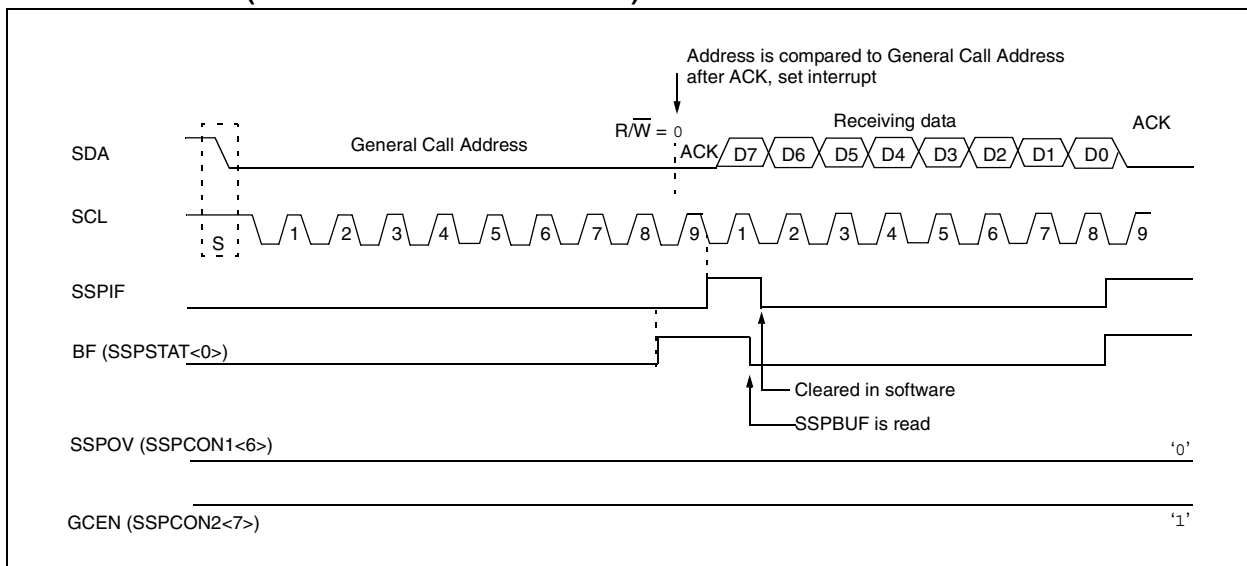 Address is compared to General Call Address
after ACK, set interrupt
R/W = 0
Receiving data
ACK
SDA
General Call Address
ACK D7 D6 D5 D4 D3 D2 D1 D0
SCL
S
1 2 3 4 5 6 7 8 9 1 2 3 4 5 6 7 8 9
SSPIF
BF (SSPSTAT<0>)
Cleared in software
SSPBUF is read
SSPOV (SSPCON1<6>)
‘0’
GCEN (SSPCON2<7>)
‘1’